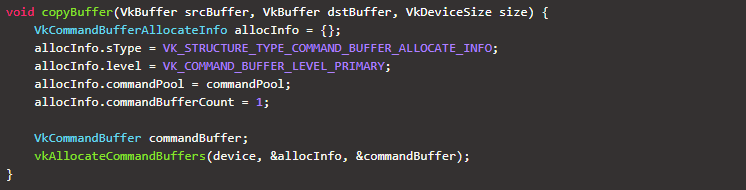 void copyBuffer(VkBuffer srcBuffer, VkBuffer dstBuffer, VkDeviceSize size) {
    VkCommandBufferAllocateInfo allocInfo = {};
    allocInfo.sType = VK_STRUCTURE_TYPE_COMMAND_BUFFER_ALLOCATE_INFO;
    allocInfo.level = VK_COMMAND_BUFFER_LEVEL_PRIMARY;
    allocInfo.commandPool = commandPool;
    allocInfo.commandBufferCount = 1;

    VkCommandBuffer commandBuffer;
    vkAllocateCommandBuffers(device, &allocInfo, &commandBuffer);
}